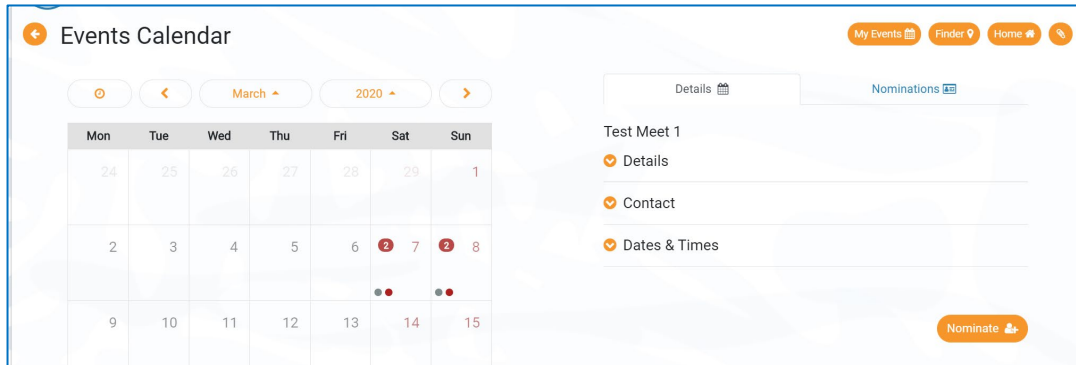 Events Calendar
My Events Finder Home
March 2020
Details Nominations
Mon Tue Wed Thu Fri Sat Sun
Test Meet 1
24 25 26 27 28 29 1
Details
Contact
2 3 4 5 6 2 7 2 8
Dates & Times
9 10 11 12 13 14 15
Nominate